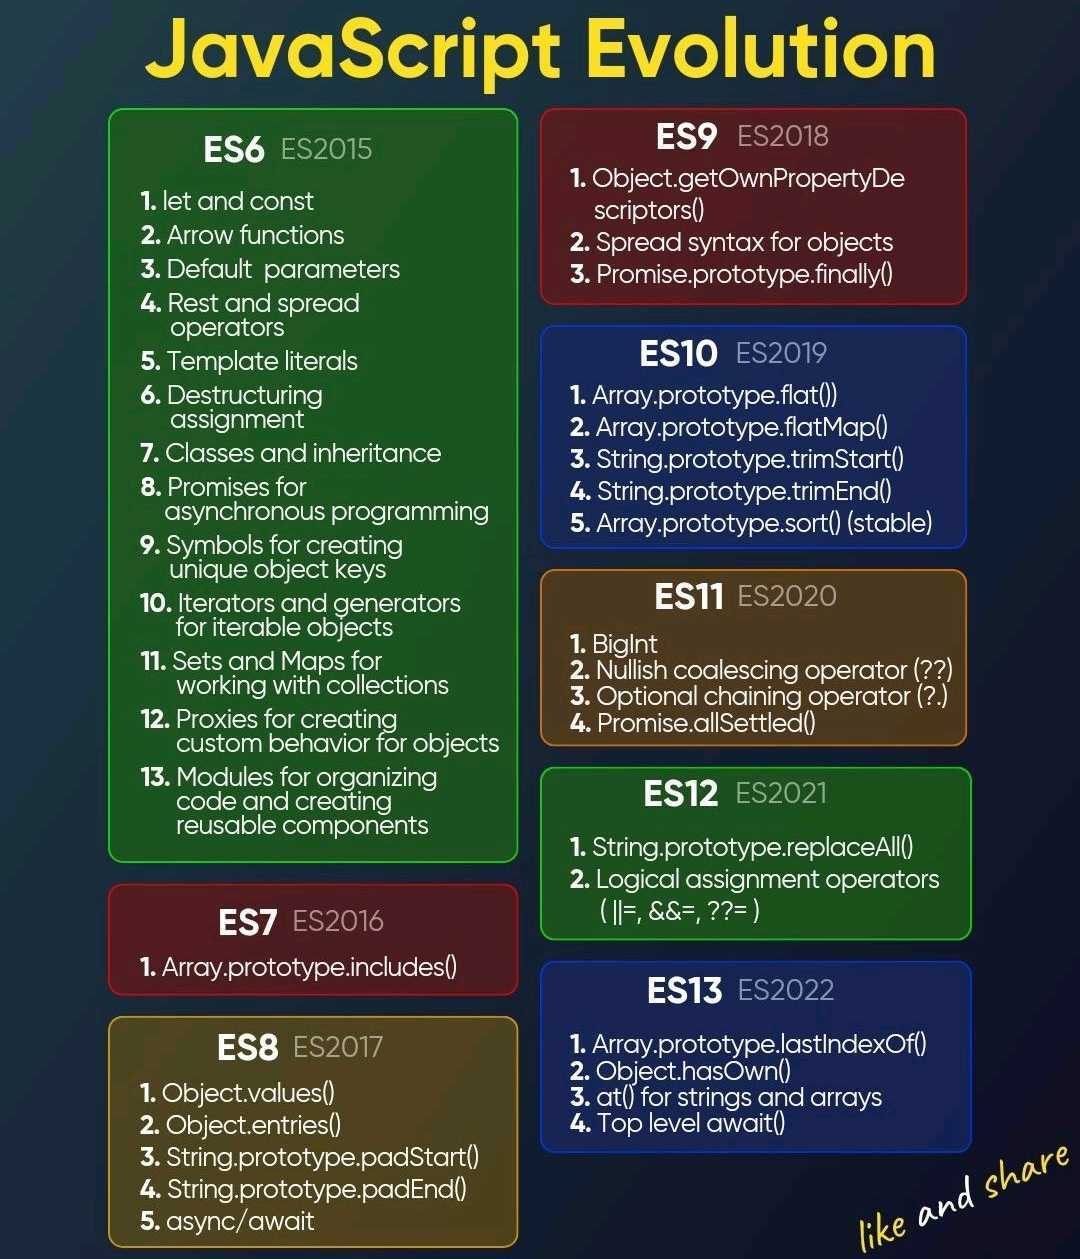 JavaScript Evolution
ES6 ES2015
1. let and const
2. Arrow functions
3. Default parameters
4. Rest and spread
operators
5. Template literals
6. Destructuring
assignment
7. Classes and inheritance
8. Promises for
asynchronous programming
9. Symbols for creating
unique object keys
10. Iterators and generators
for iterable objects
11. Sets and Maps for
working with collections
12. Proxies for creating
custom behavior for objects
13. Modules for organizing
code and creating
reusable components
ES7 ES2016
1. Array.prototype.includes()
ES8 ES2017
1. Object.values()
2. Object.entries()
3. String.prototype.padStart()
4. String.prototype.padEnd()
5. async/await
ES9 ES2018
1. Object.getOwnPropertyDe
scriptors()
2. Spread syntax for objects
3. Promise.prototype.finally()
ES10 ES2019
1. Array.prototype.flat())
2. Array.prototype.flatMap()
3. String.prototype.trimStart()
4. String.prototype.trimEnd()
5. Array.prototype.sort() (stable)
ES11 ES2020
1. BigInt
2. Nullish coalescing operator (??)
3. Optional chaining operator (?.)
4. Promise.allSettled()
ES12 ES2021
1. String.prototype.replaceAll()
2. Logical assignment operators
( ||=, &&=, ??= )
ES13 ES2022
1. Array.prototype.lastIndexOf()
2. Object.hasOwn()
3. at() for strings and arrays
4. Top level await()
like and share